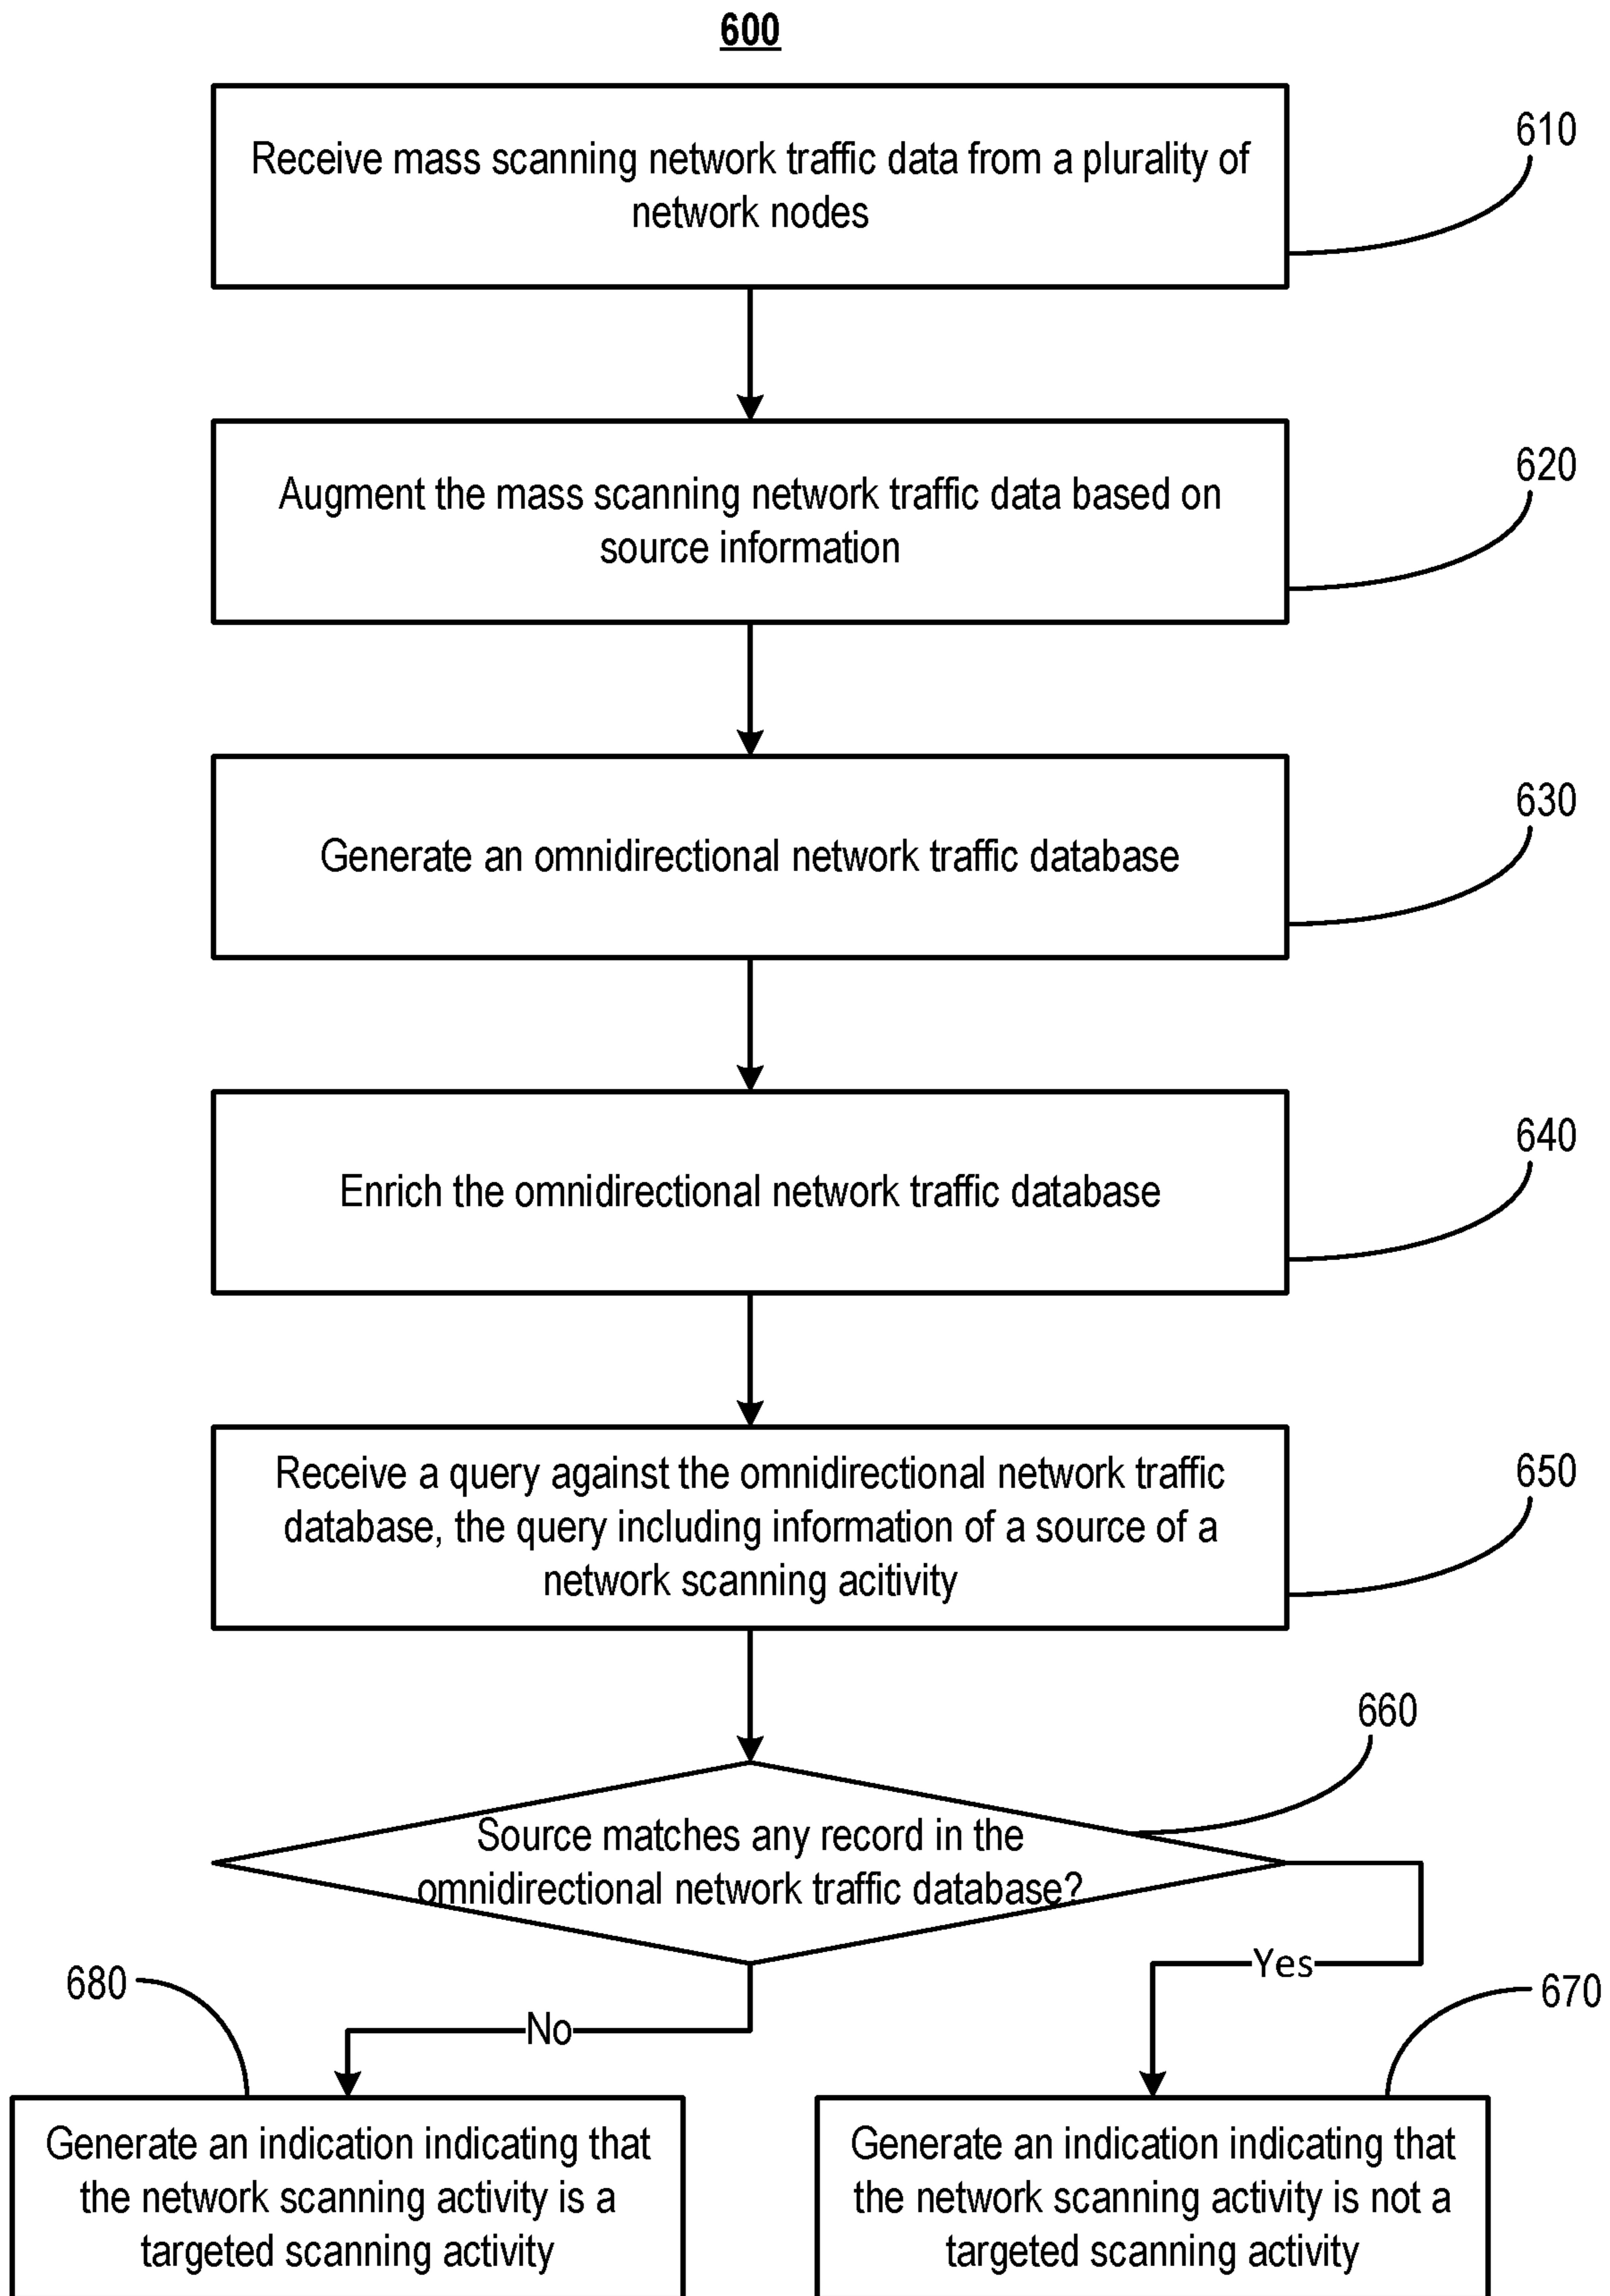 600
Receive mass scanning network traffic data from a plurality of
network nodes
610
Augment the mass scanning network traffic data based on
source information
620
Generate an omnidirectional network traffic database
630
Enrich the omnidirectional network traffic database
640
Receive a query against the omnidirectional network traffic
database, the query including information of a source of a
network scanning acitivity
650
660
Source matches any record in the
omnidirectional network traffic database?
Yes
680
670
No
Generate an indication indicating that
the network scanning activity is a
targeted scanning activity
Generate an indication indicating that
the network scanning activity is not a
targeted scanning activity